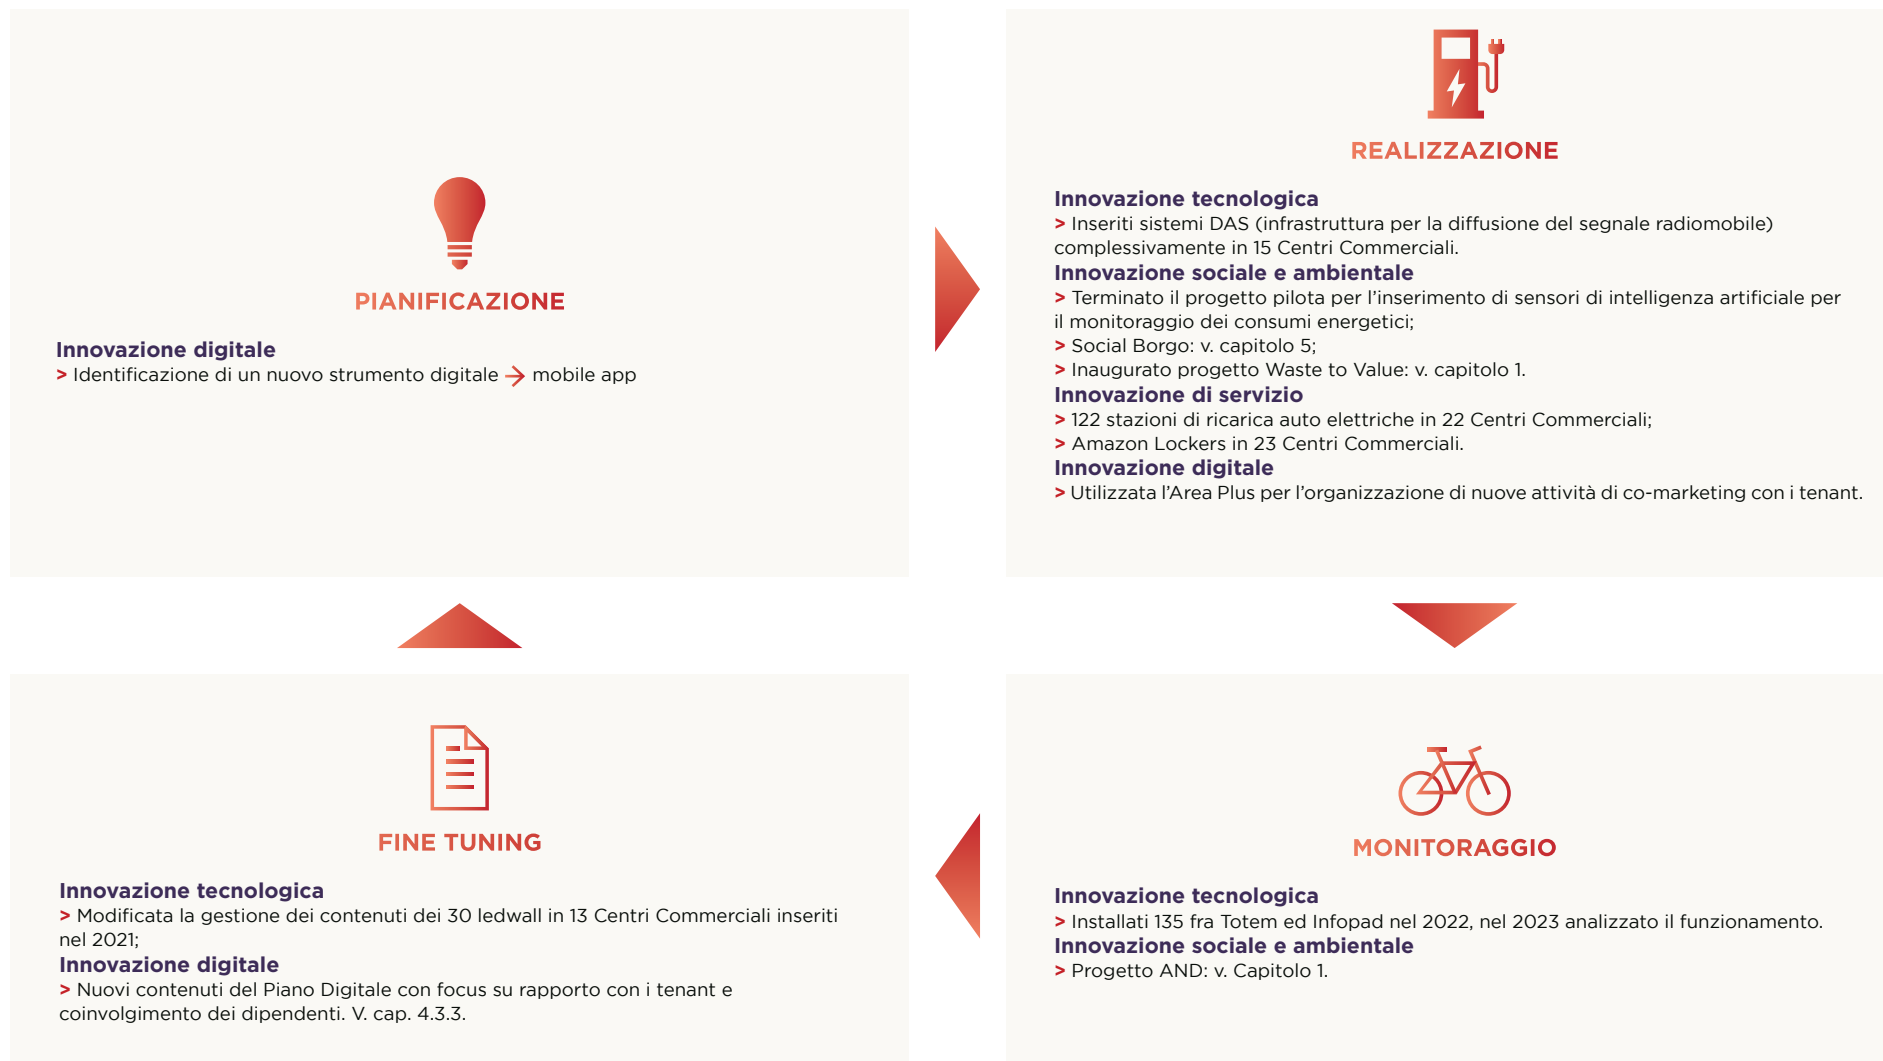 PIANIFICAZIONE
Innovazione digitale
> Identificazione di un nuovo strumento digitale → mobile app
REALIZZAZIONE
Innovazione tecnologica
> Inseriti sistemi DAS (infrastruttura per la diffusione del segnale radiomobile)
complessivamente in 15 Centri Commerciali.
Innovazione sociale e ambientale
> Terminato il progetto pilota per l’inserimento di sensori di intelligenza artificiale per
il monitoraggio dei consumi energetici;
> Social Borgo: v. capitolo 5;
> Inaugurato progetto Waste to Value: v. capitolo 1.
Innovazione di servizio
> 122 stazioni di ricarica auto elettriche in 22 Centri Commerciali;
> Amazon Lockers in 23 Centri Commerciali.
Innovazione digitale
> Utilizzata l’Area Plus per l’organizzazione di nuove attività di co-marketing con i tenant.
FINE TUNING
Innovazione tecnologica
> Modificata la gestione dei contenuti dei 30 ledwall in 13 Centri Commerciali inseriti
nel 2021;
Innovazione digitale
> Nuovi contenuti del Piano Digitale con focus su rapporto con i tenant e
coinvolgimento dei dipendenti. V. cap. 4.3.3.
MONITORAGGIO
Innovazione tecnologica
> Installati 135 fra Totem ed Infopad nel 2022, nel 2023 analizzato il funzionamento.
Innovazione sociale e ambientale
> Progetto AND: v. Capitolo 1.